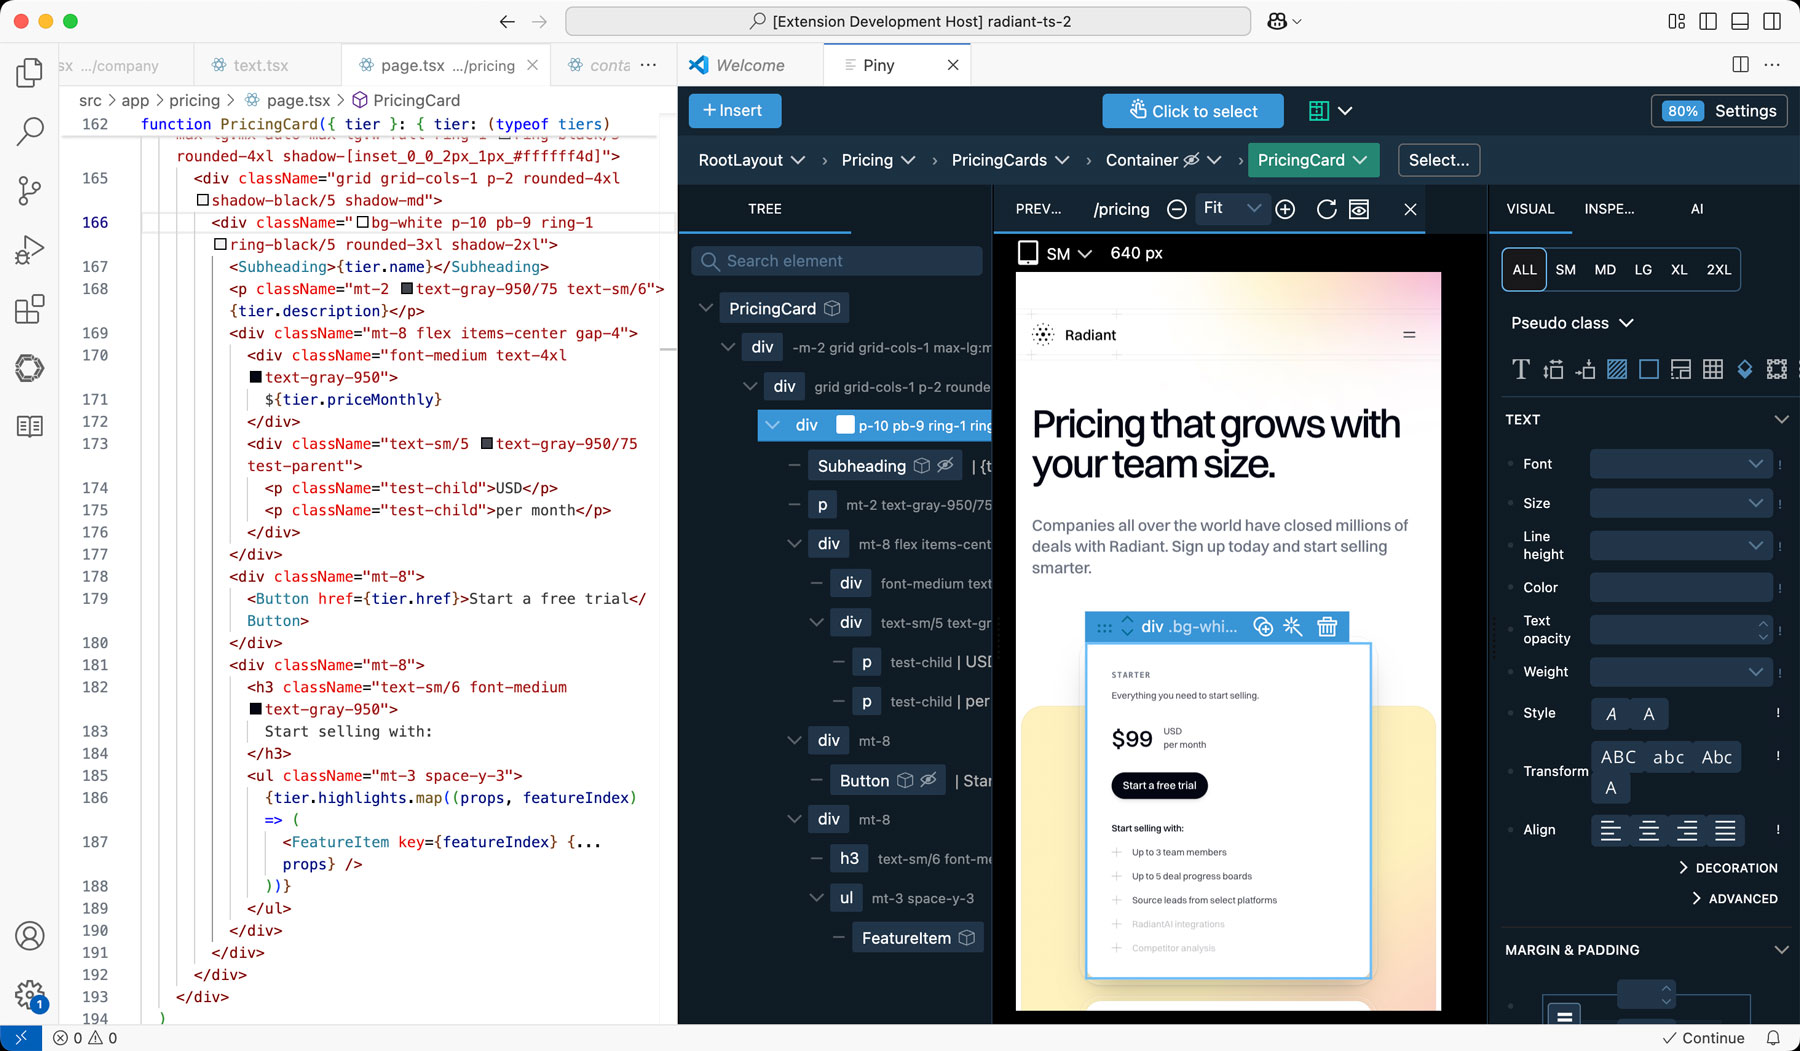 [Extension Development Host] radiant-ts-2
sx .../company
text.tsx
page.tsx .../pricing
conta
Welcome
Piny
src > app > pricing > page.tsx > PricingCard
162 function PricingCard({ tier }: { tier: (typeof tiers)
rounded-4xl shadow-[inset_0_0_2px_1px_#ffffff4d]">
165 <div className="grid grid-cols-1 p-2 rounded-4xl
shadow-black/5 shadow-md">
166 <div className="bg-white p-10 pb-9 ring-1
ring-black/5 rounded-3xl shadow-2xl">
167 <Subheading>{tier.name}</Subheading>
168 <p className="mt-2 text-gray-950/75 text-sm/6">
{tier.description}</p>
169 <div className="mt-8 flex items-center gap-4">
170 <div className="font-medium text-4xl
text-gray-950">
171 ${tier.priceMonthly}
172 </div>
173 <div className="text-sm/5 text-gray-950/75
test-parent">
174 <p className="test-child">USD</p>
175 <p className="test-child">per month</p>
176 </div>
177 </div>
178 <div className="mt-8">
179 <Button href={tier.href}>Start a free trial</
Button>
180 </div>
181 <div className="mt-8">
182 <h3 className="text-sm/6 font-medium
text-gray-950">
183 Start selling with:
184 </h3>
185 <ul className="mt-3 space-y-3">
186 {tier.highlights.map((props, featureIndex)
=> (
187 <FeatureItem key={featureIndex} {...
props} />
188 ))}
189 </ul>
190 </div>
191 </div>
192 </div>
193 </div>
194 )
+ Insert
Click to select
80% Settings
RootLayout
Pricing
PricingCards
Container
PricingCard
Select...
TREE
Search element
PricingCard
div -m-2 grid grid-cols-1 max-lg:m
div grid grid-cols-1 p-2 rounde
div p-10 pb-9 ring-1 ring
Subheading | {t
p mt-2 text-gray-950/75
div mt-8 flex items-cent
div font-medium text
div text-sm/5 text-gr
p test-child | USD
p test-child | per
div mt-8
Button | Star
div mt-8
h3 text-sm/6 font-me
ul mt-3 space-y-3
FeatureItem
PREV... /pricing Fit
SM 640 px
Radiant
Pricing that grows with
your team size.
Companies all over the world have closed millions of
deals with Radiant. Sign up today and start selling
smarter.
div .bg-whi...
STARTER
Everything you need to start selling.
$99
USD
per month
Start a free trial
Start selling with:
Up to 3 team members
Up to 5 deal progress boards
Source leads from select platforms
RadiantAI integrations
Competitor analysis
VISUAL
INSPE...
AI
ALL SM MD LG XL 2XL
Pseudo class
TEXT
Font !
Size !
Line
height !
Color !
Text
opacity !
Weight !
Style A A !
Transform ABC abc Abc !
A
Align !
DECORATION
ADVANCED
MARGIN & PADDING
1
0 0
Continue